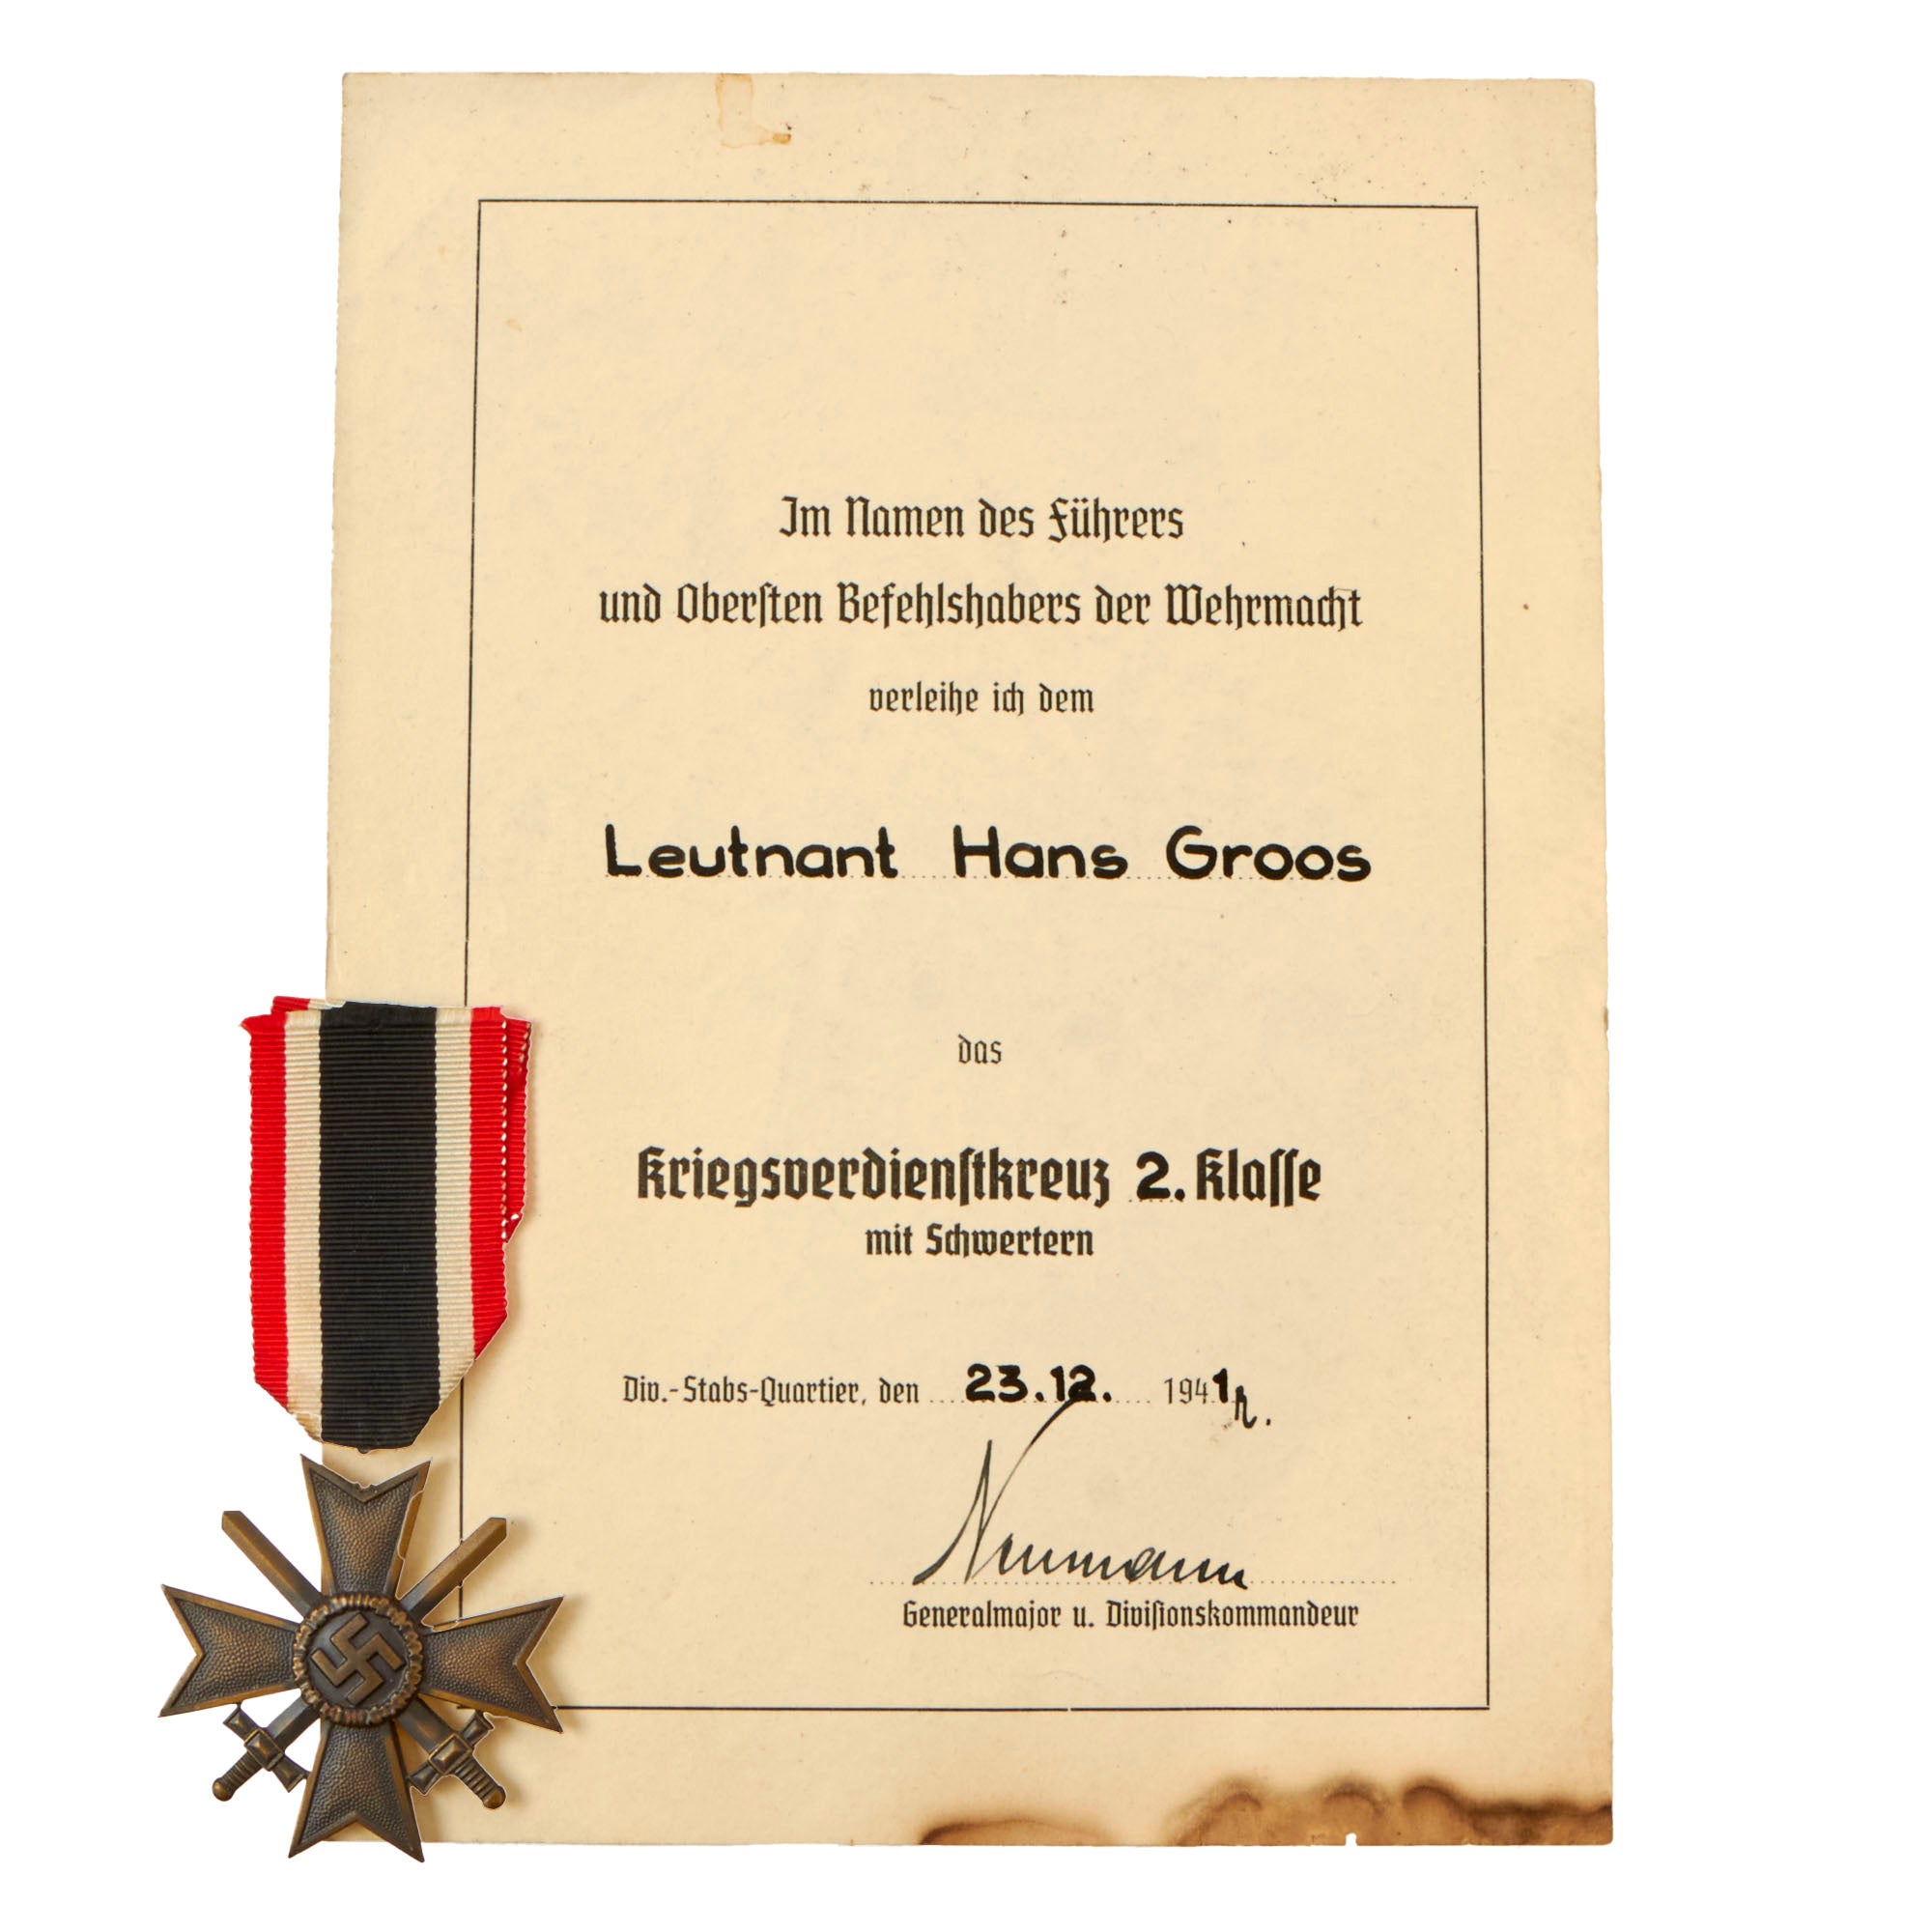 Im Namen des Führers
und Oberſten Befehlshabers der Wehrmacht
verleihe ich dem
Leutnant Hans Groos
das
Kriegsverdienſtkreuz 2. Klaſſe
mit Schwertern
Div.-Stabs-Quartier, den 23.12. 1941
Neumann
Generalmajor u. Diviſionskommandeur